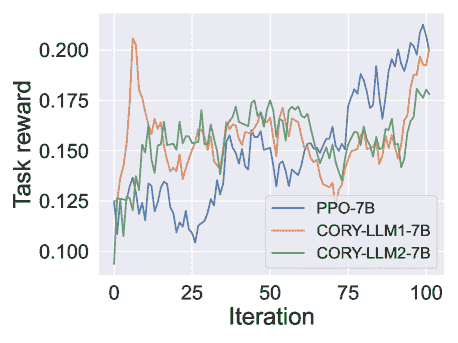 Task reward
0.200
0.175
0.150
0.125
0.100
0
25
50
75
100
Iteration
PPO-7B
CORY-LLM1-7B
CORY-LLM2-7B